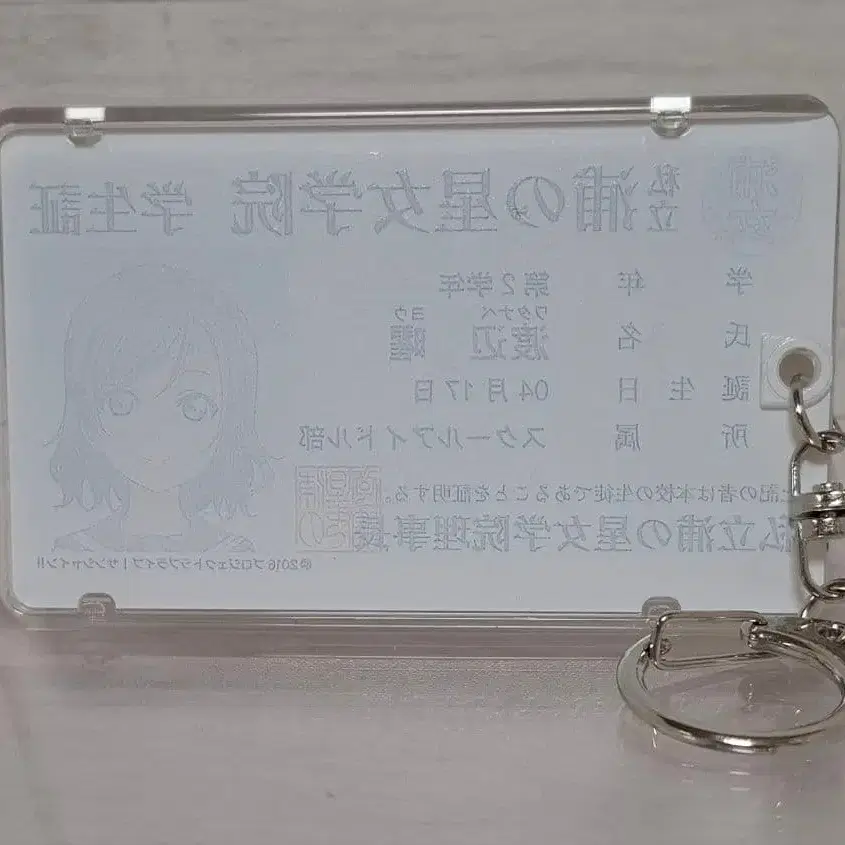 私立浦の星女学院 学生証
学年 第2学年
ワタナベ ヨウ
氏名 渡辺 曜
誕生日 04月17日
所属 スクールアイドル部
記の者は本校の生徒であることを証明する。
私立浦の星女学院理事長
©2016 プロジェクトラブライブ！サンシャイン!!